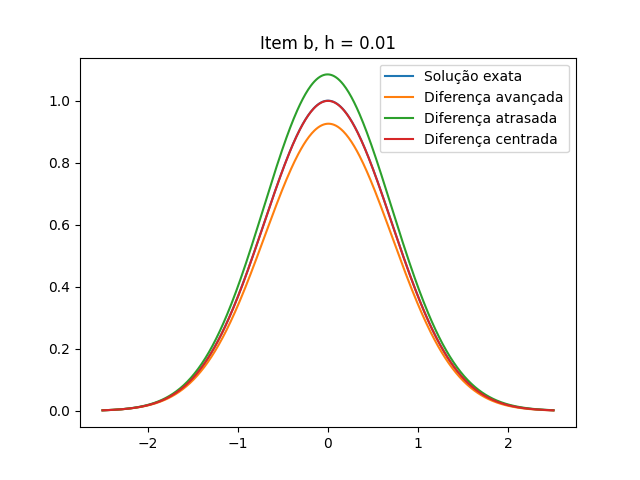 Item b, h = 0.01
Solução exata
Diferença avançada
Diferença atrasada
Diferença centrada
1.0
0.8
0.6
0.4
0.2
0.0
−2 −1 0 1 2